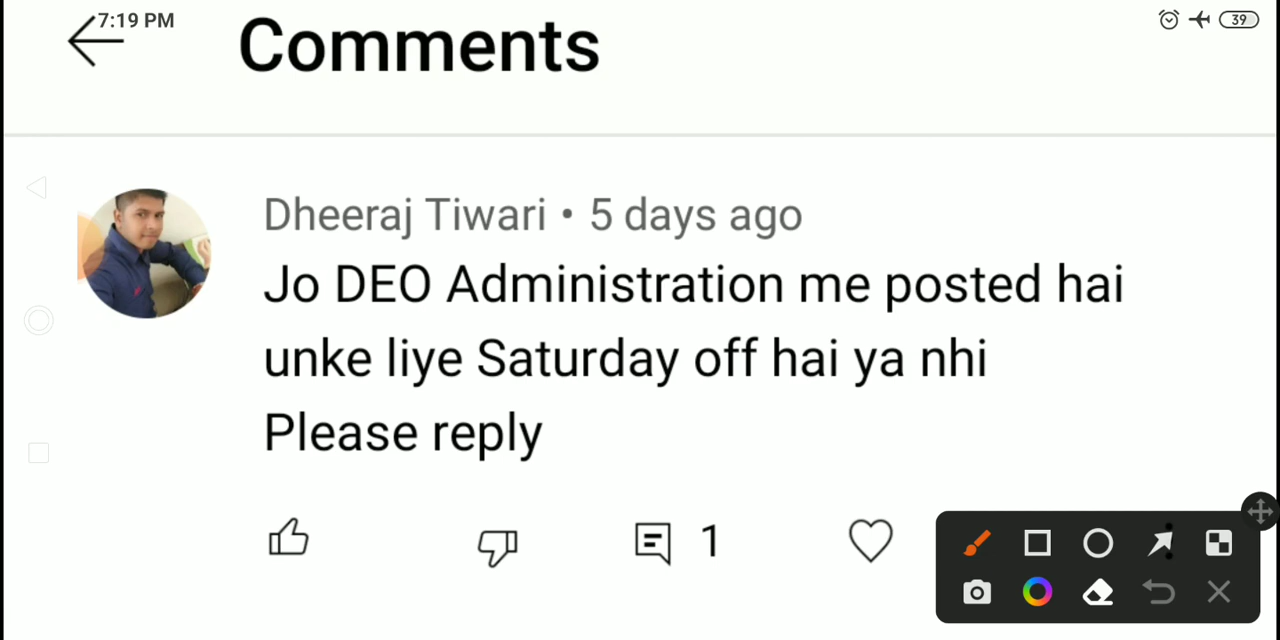 7:19 PM
39
Comments
Dheeraj Tiwari • 5 days ago
Jo DEO Administration me posted hai
unke liye Saturday off hai ya nhi
Please reply
1